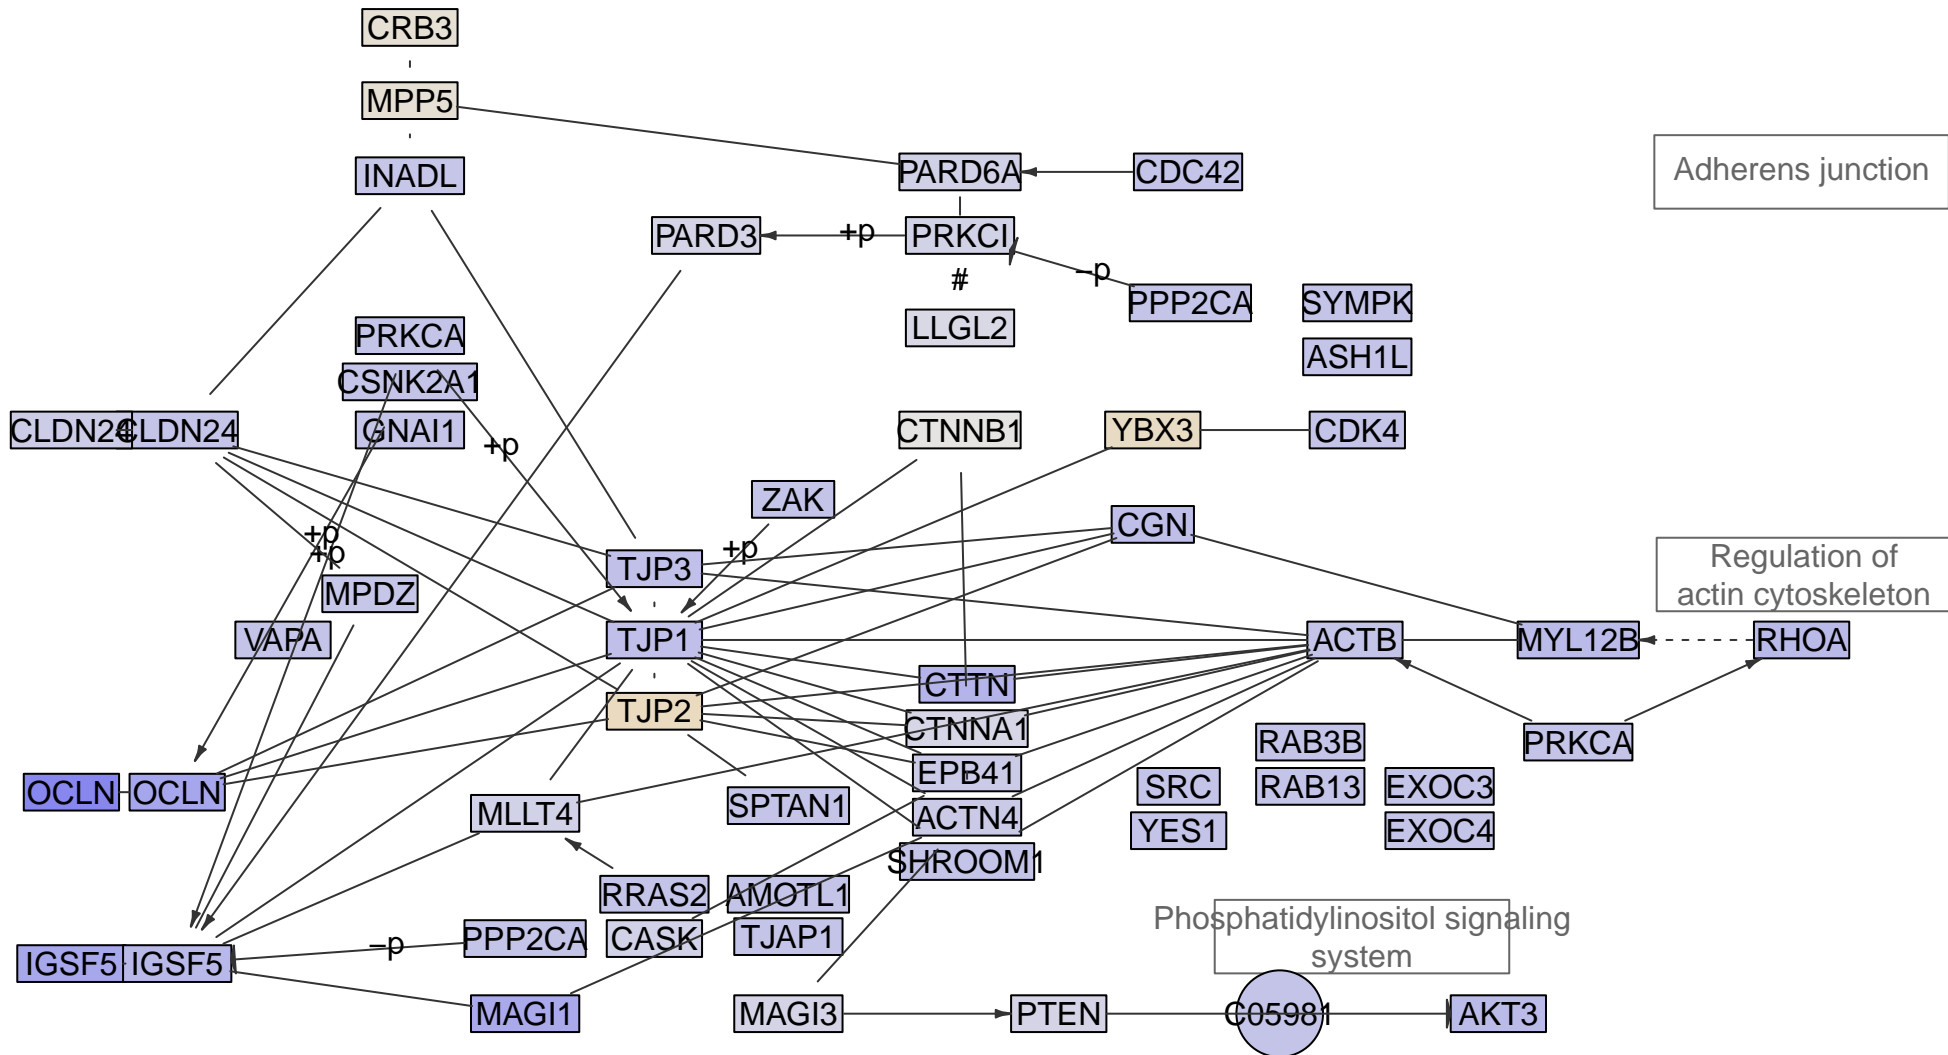 CRB3
MPP5
INADL
PARD6A
CDC42
Adherens junction
PARD3
+p
PRKCI
#
−p
PPP2CA
SYMPK
LLGL2
PRKCA
ASH1L
CSNK2A1
CLDN24
CLDN24
GNAI1
+p
CTNNB1
YBX3
CDK4
ZAK
CGN
+p
+p
+p
TJP3
Regulation of
actin cytoskeleton
MPDZ
VAPA
TJP1
ACTB
MYL12B
RHOA
CTTN
TJP2
CTNNA1
RAB3B
PRKCA
EPB41
OCLN
OCLN
SRC
RAB13
EXOC3
MLLT4
SPTAN1
ACTN4
YES1
EXOC4
SHROOM1
RRAS2
AMOTL1
Phosphatidylinositol signaling
system
−p
PPP2CA
CASK
TJAP1
IGSF5
IGSF5
MAGI1
MAGI3
PTEN
C05981
AKT3